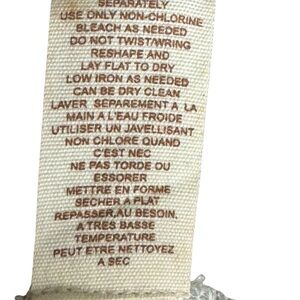 SEPARATELY
USE ONLY NON-CHLORINE
BLEACH AS NEEDED
DO NOT TWIST/WRING
RESHAPE AND
LAY FLAT TO DRY
LOW IRON AS NEEDED
CAN BE DRY CLEAN
LAVER SEPAREMENT A LA
MAIN A L'EAU FROIDE
UTILISER UN JAVELLISANT
NON CHLORE QUAND
C'EST NEC
NE PAS TORDE OU
ESSORER
METTRE EN FORME
SECHER A PLAT
REPASSER,AU BESOIN,
A TRES BASSE
TEMPERATURE
PEUT ETRE NETTOYEZ
A SEC